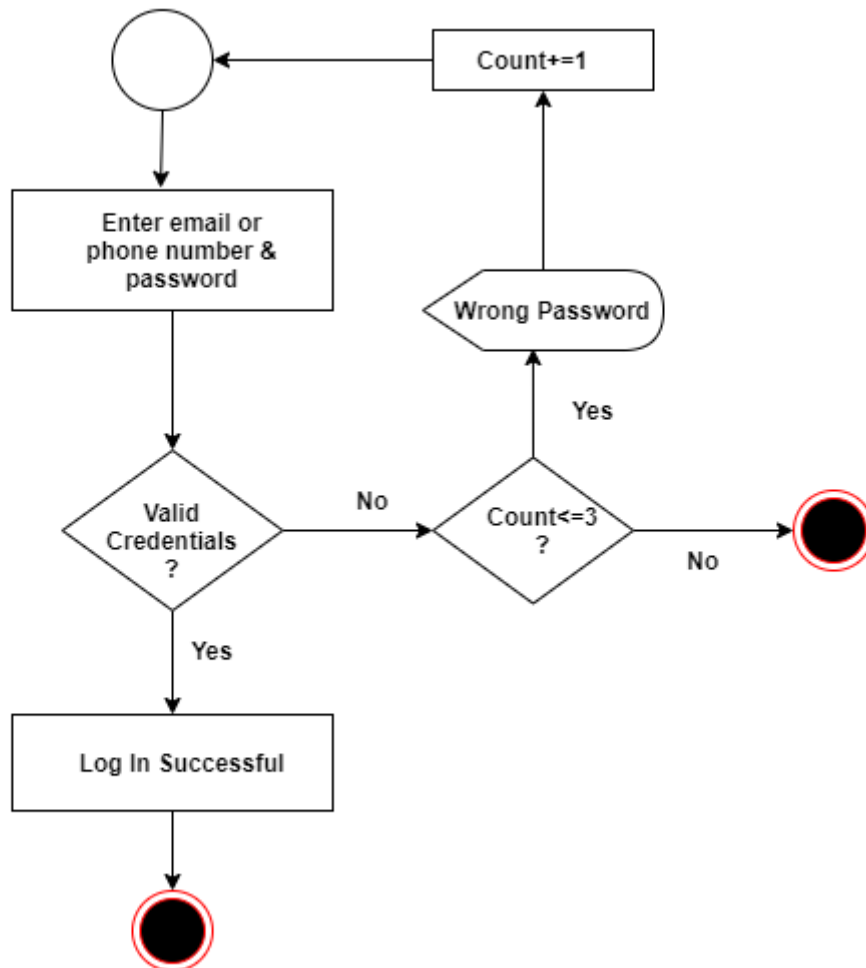 Count+=1
Enter email or
phone number &
password
Wrong Password
Yes
Valid
Credentials
?
No
Count<=3
?
No
Yes
Log In Successful